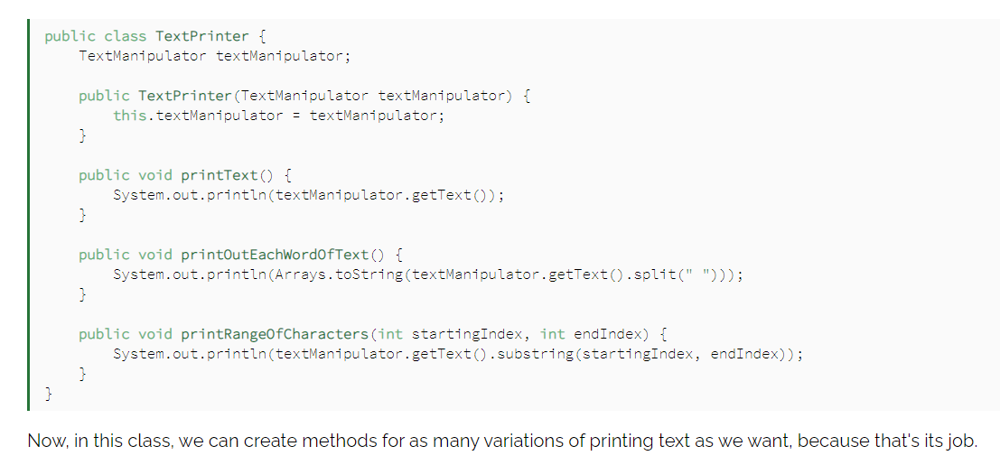 public class TextPrinter {
    TextManipulator textManipulator;

    public TextPrinter(TextManipulator textManipulator) {
        this.textManipulator = textManipulator;
    }

    public void printText() {
        System.out.println(textManipulator.getText());
    }

    public void printOutEachWordOfText() {
        System.out.println(Arrays.toString(textManipulator.getText().split(" ")));
    }

    public void printRangeOfCharacters(int startingIndex, int endIndex) {
        System.out.println(textManipulator.getText().substring(startingIndex, endIndex));
    }
}
Now, in this class, we can create methods for as many variations of printing text as we want, because that's its job.